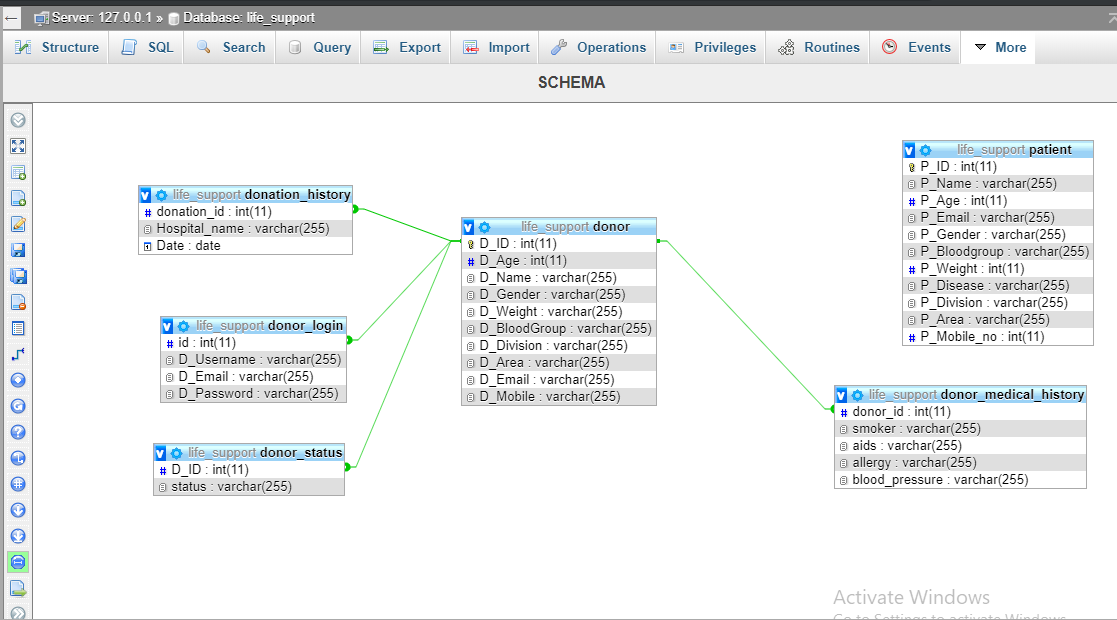 Server: 127.0.0.1 » Database: life_support
Structure SQL Search Query Export Import Operations Privileges Routines Events More
SCHEMA
life_support donation_history
donation_id : int(11)
Hospital_name : varchar(255)
Date : date
life_support donor_login
id : int(11)
D_Username : varchar(255)
D_Email : varchar(255)
D_Password : varchar(255)
life_support donor_status
D_ID : int(11)
status : varchar(255)
life_support donor
D_ID : int(11)
D_Age : int(11)
D_Name : varchar(255)
D_Gender : varchar(255)
D_Weight : varchar(255)
D_BloodGroup : varchar(255)
D_Division : varchar(255)
D_Area : varchar(255)
D_Email : varchar(255)
D_Mobile : varchar(255)
life_support patient
P_ID : int(11)
P_Name : varchar(255)
P_Age : int(11)
P_Email : varchar(255)
P_Gender : varchar(255)
P_Bloodgroup : varchar(255)
P_Weight : int(11)
P_Disease : varchar(255)
P_Division : varchar(255)
P_Area : varchar(255)
P_Mobile_no : int(11)
life_support donor_medical_history
donor_id : int(11)
smoker : varchar(255)
aids : varchar(255)
allergy : varchar(255)
blood_pressure : varchar(255)
Activate Windows
Go to Settings to activate Windows